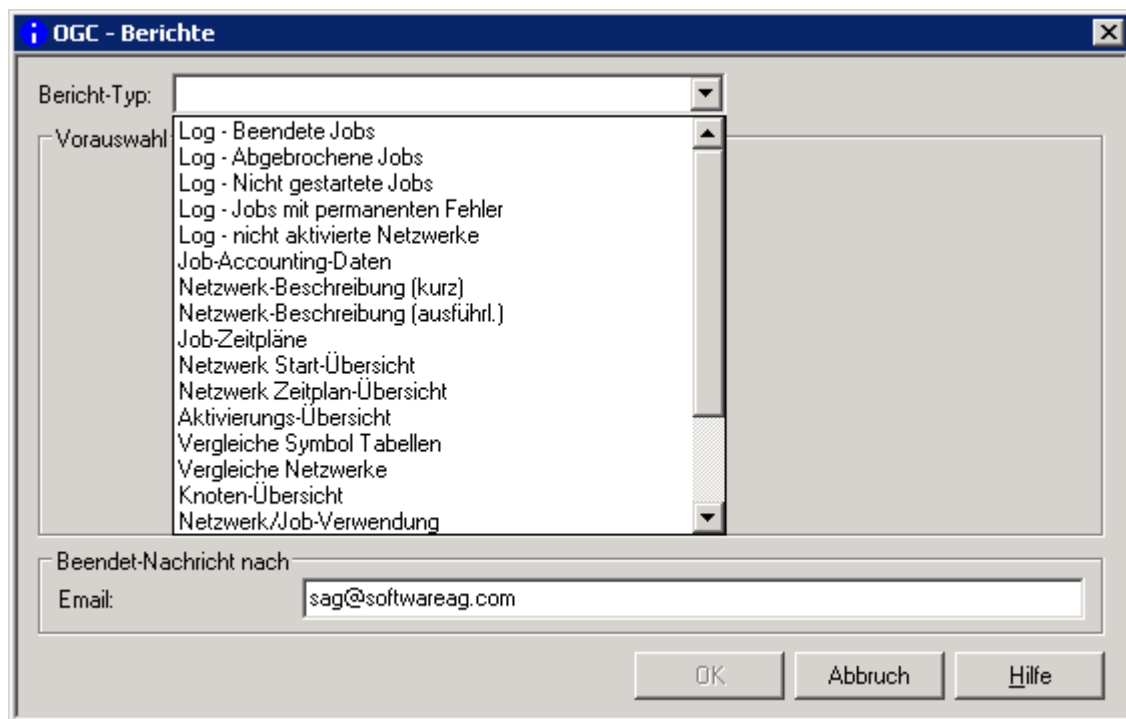 OGC - Berichte
Bericht-Typ:
Vorauswahl
Log - Beendete Jobs
Log - Abgebrochene Jobs
Log - Nicht gestartete Jobs
Log - Jobs mit permanenten Fehler
Log - nicht aktivierte Netzwerke
Job-Accounting-Daten
Netzwerk-Beschreibung (kurz)
Netzwerk-Beschreibung (ausführl.)
Job-Zeitpläne
Netzwerk Start-Übersicht
Netzwerk Zeitplan-Übersicht
Aktivierungs-Übersicht
Vergleiche Symbol Tabellen
Vergleiche Netzwerke
Knoten-Übersicht
Netzwerk/Job-Verwendung
Beendet-Nachricht nach
Email: sag@softwareag.com
OK Abbruch Hilfe